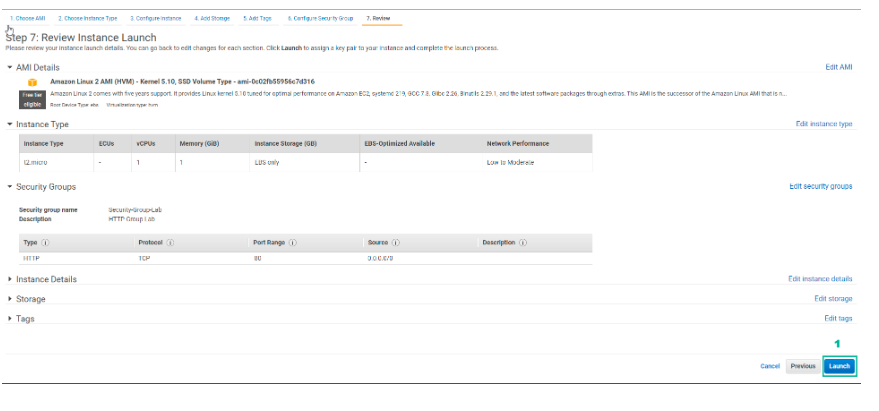 1. Choose AMI 2. Choose Instance Type 3. Configure Instance 4. Add Storage 5. Add Tags 6. Configure Security Group 7. Review
Step 7: Review Instance Launch
Please review your instance launch details. You can go back to edit changes for each section. Click Launch to assign a key pair to your instance and complete the launch process.
AMI Details Edit AMI
Amazon Linux 2 AMI (HVM) - Kernel 5.10, SSD Volume Type - ami-0c02fb55956c7d316
Free tier eligible
Amazon Linux 2 comes with five years support. It provides Linux kernel 5.10 tuned for optimal performance on Amazon EC2, systemd 219, GCC 7.3, Glibc 2.26, Binutils 2.29.1, and the latest software packages through extras. This AMI is the successor of the Amazon Linux AMI that is n...
Root Device Type: ebs Virtualization type: hvm
Instance Type Edit instance type
Instance Type ECUs vCPUs Memory (GiB) Instance Storage (GB) EBS-Optimized Available Network Performance
t2.micro - 1 1 EBS only - Low to Moderate
Security Groups Edit security groups
Security group name Security-Group-Lab
Description HTTP-Group-Lab
Type Protocol Port Range Source Description
HTTP TCP 80 0.0.0.0/0
Instance Details Edit instance details
Storage Edit storage
Tags Edit tags
1
Cancel Previous Launch